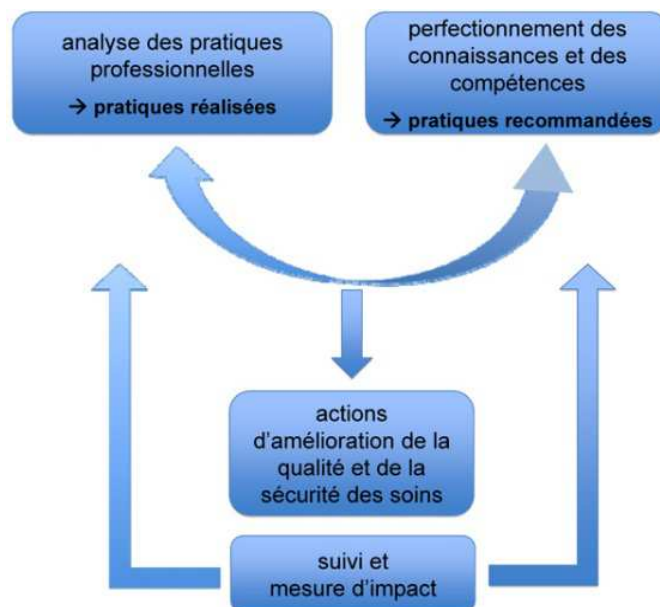 analyse des pratiques
professionnelles
→ pratiques réalisées
perfectionnement des
connaissances et des
compétences
→ pratiques recommandées
actions
d'amélioration de la
qualité et de la
sécurité des soins
suivi et
mesure d'impact